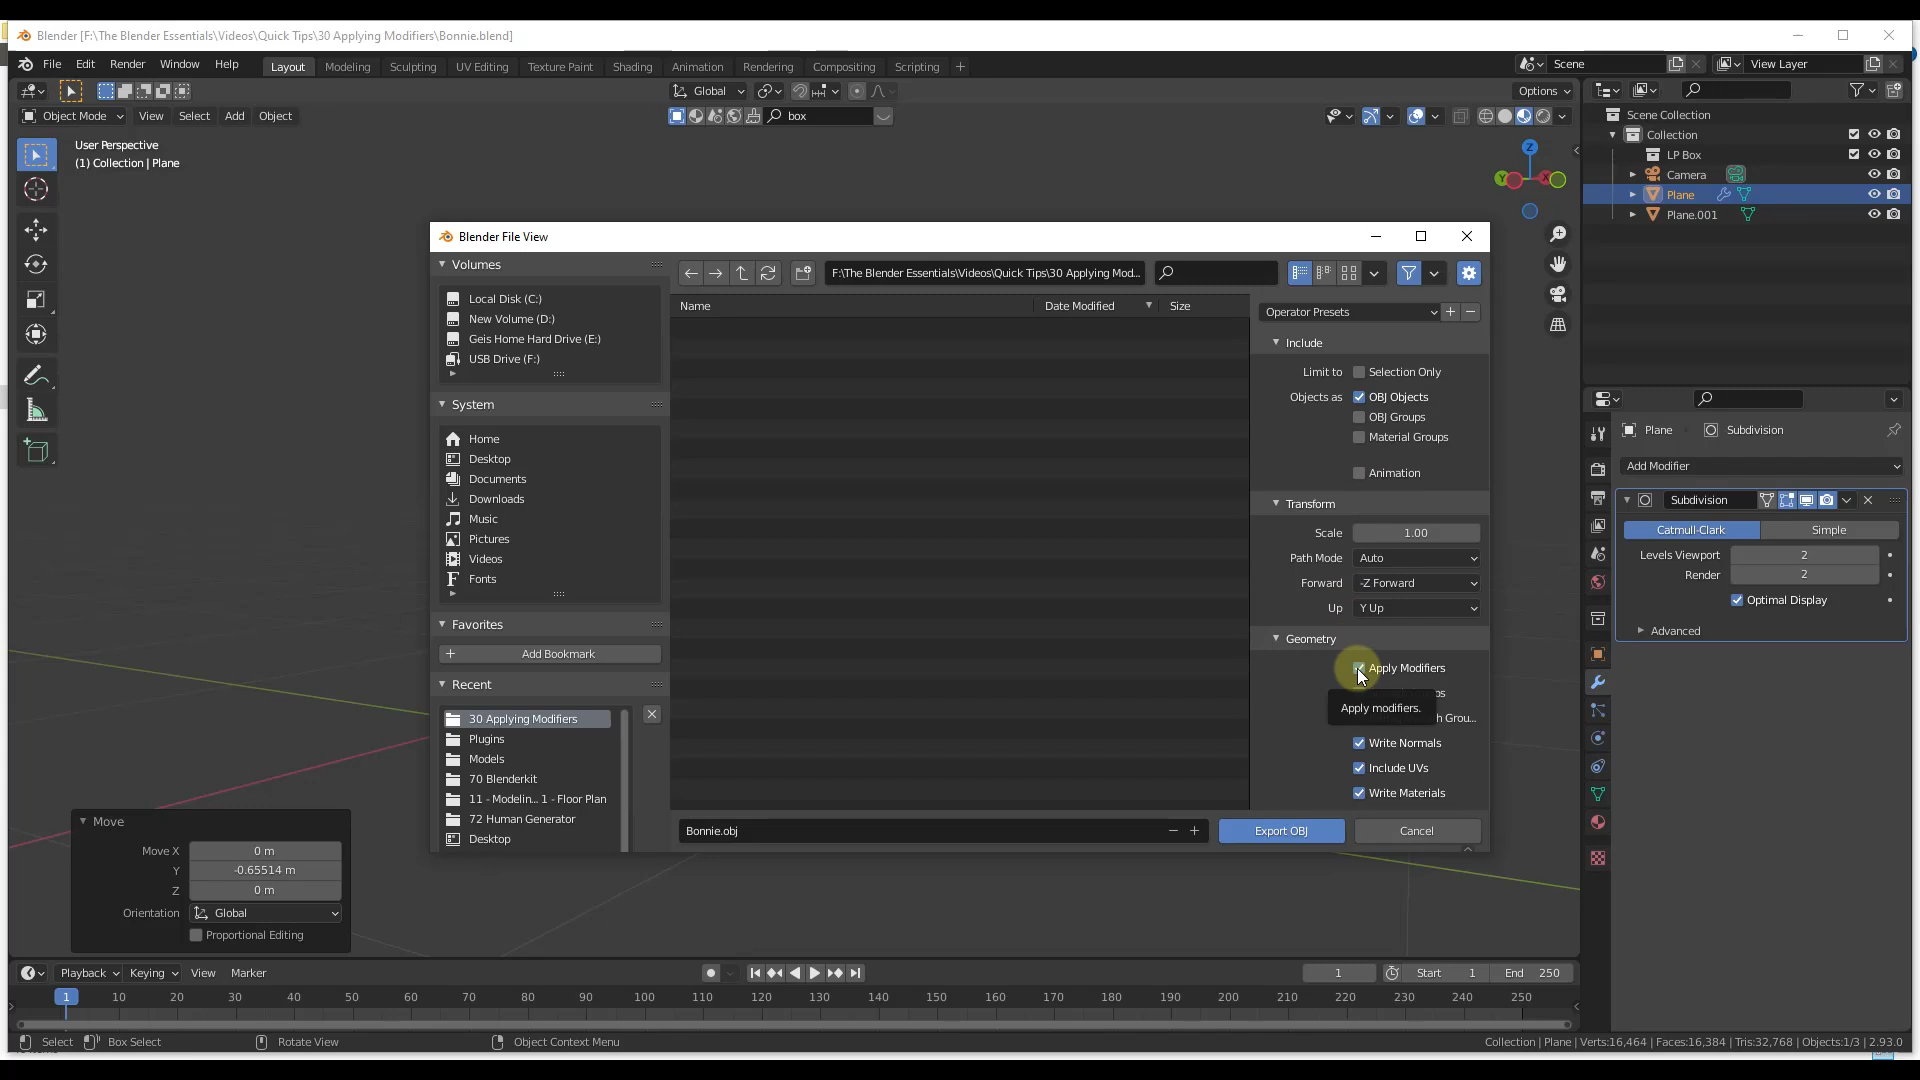 Blender [F:\The Blender Essentials\Videos\Quick Tips\30 Applying Modifiers\Bonnie.blend]
File Edit Render Window Help Layout Modeling Sculpting UV Editing Texture Paint Shading Animation Rendering Compositing Scripting + Scene View Layer
Global Options
Object Mode View Select Add Object box
User Perspective
(1) Collection | Plane
Z
Y X
Scene Collection
Collection
LP Box
Camera
Plane
Plane.001
Blender File View
Volumes
Local Disk (C:)
New Volume (D:)
Geis Home Hard Drive (E:)
USB Drive (F:)
System
Home
Desktop
Documents
Downloads
Music
Pictures
Videos
Fonts
Favorites
+ Add Bookmark
Recent
30 Applying Modifiers
Plugins
Models
70 Blenderkit
11 - Modelin... 1 - Floor Plan
72 Human Generator
Desktop
F:\The Blender Essentials\Videos\Quick Tips\30 Applying Mod...
Name Date Modified Size
Operator Presets
Include
Limit to Selection Only
Objects as OBJ Objects
OBJ Groups
Material Groups
Animation
Transform
Scale 1.00
Path Mode Auto
Forward -Z Forward
Up Y Up
Geometry
Apply Modifiers
Apply modifiers.
h Grou...
Write Normals
Include UVs
Write Materials
Bonnie.obj
Export OBJ Cancel
Plane Subdivision
Add Modifier
Subdivision
Catmull-Clark Simple
Levels Viewport 2
Render 2
Optimal Display
Advanced
Move
Move X 0 m
Y -0.65514 m
Z 0 m
Orientation Global
Proportional Editing
Playback Keying View Marker 1 Start 1 End 250
1 10 20 30 40 50 60 70 80 90 100 110 120 130 140 150 160 170 180 190 200 210 220 230 240 250
Select Box Select Rotate View Object Context Menu Collection | Plane | Verts:16,464 | Faces:16,384 | Tris:32,768 | Objects:1/3 | 2.93.0